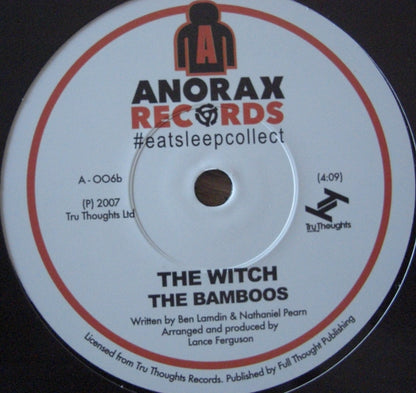 A
ANORAX
RECORDS
#eatsleepcollect
A - OO6b
(4:09)
(P) 2007
Tru Thoughts Ltd
Tru Thoughts
THE WITCH
THE BAMBOOS
Written by Ben Lamdin & Nathaniel Pearn
Arranged and produced by
Lance Ferguson
Licensed from Tru Thoughts Records. Published by Full Thought Publishing